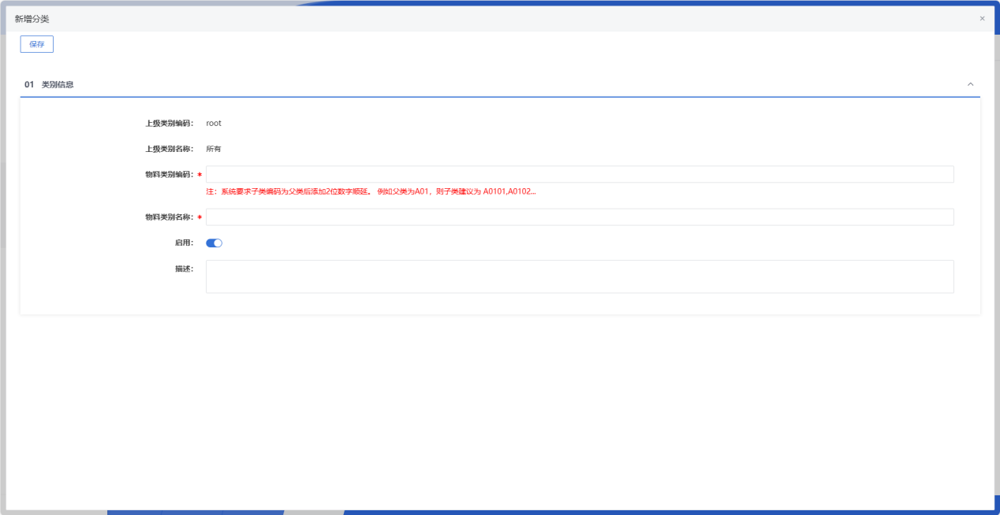 新增分类
×
保存
01 类别信息
上级类别编码： root
上级类别名称： 所有
物料类别编码：*
注：系统要求子类编码为父类后添加2位数字顺延。 例如父类为A01，则子类建议为 A0101,A0102...
物料类别名称：*
启用：
描述：